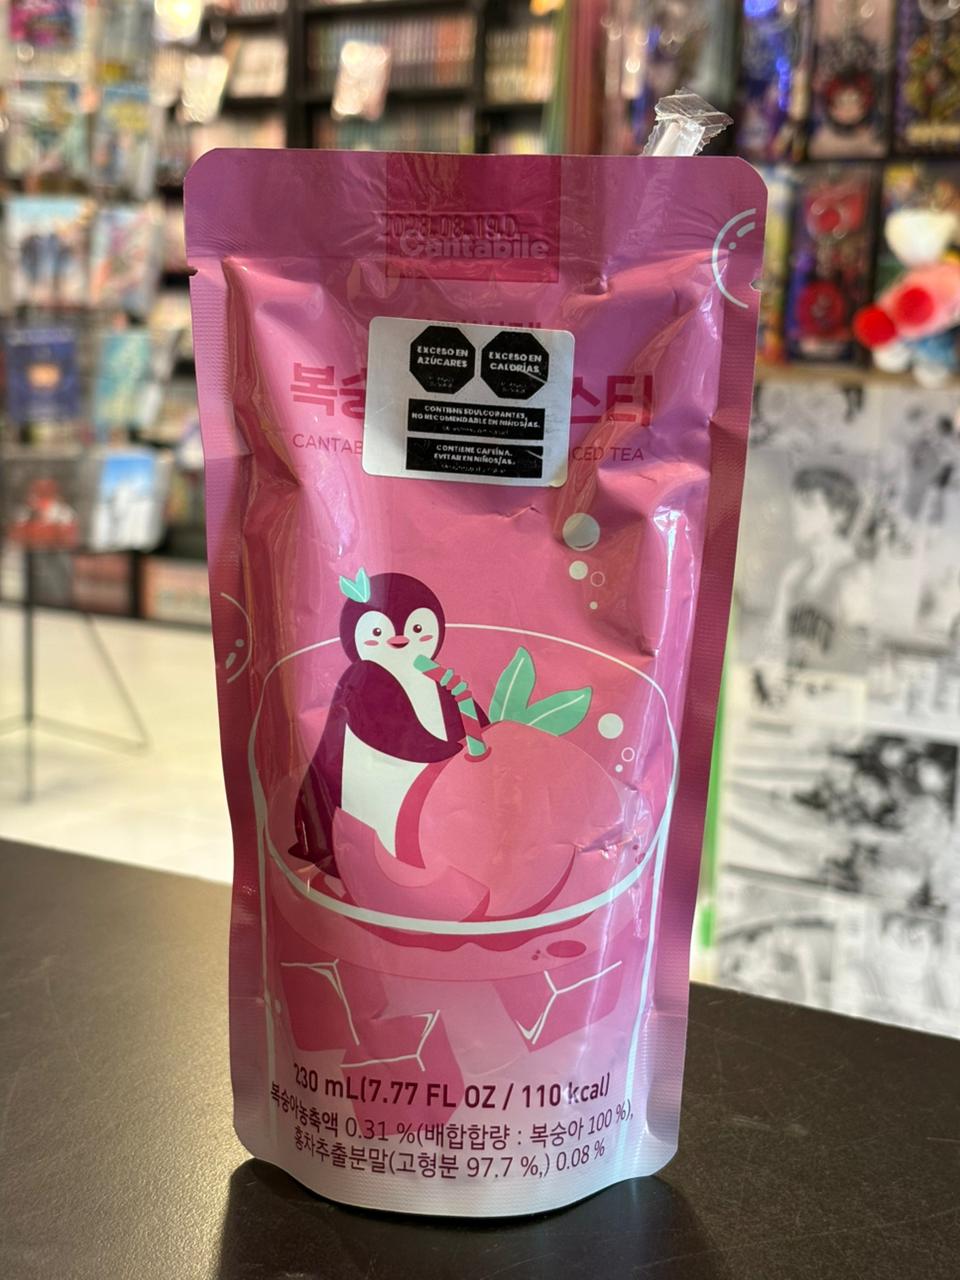 Cantabile
EXCESO EN AZÚCARES
EXCESO EN CALORÍAS
복숭
스티
CANTAB
CED TEA
CONTIENE EDULCORANTES,
NO RECOMENDABLE EN NIÑOS/AS.
CONTIENE CAFEÍNA.
EVITAR EN NIÑOS/AS.
230 mL(7.77 FL OZ / 110 kcal)
복숭아농축액 0.31 %(배합합량 : 복숭아 100 %),
홍차추출분말(고형분 97.7 %,) 0.08 %